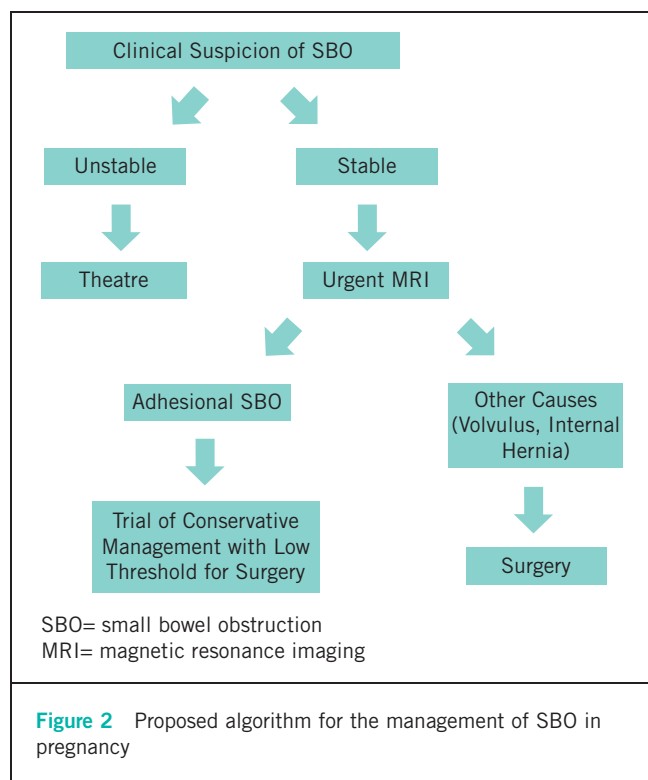 Clinical Suspicion of SBO
Unstable
Stable
Theatre
Urgent MRI
Adhesional SBO
Other Causes
(Volvulus, Internal
Hernia)
Trial of Conservative
Management with Low
Threshold for Surgery
Surgery
SBO= small bowel obstruction
MRI= magnetic resonance imaging
Figure 2 Proposed algorithm for the management of SBO in
pregnancy